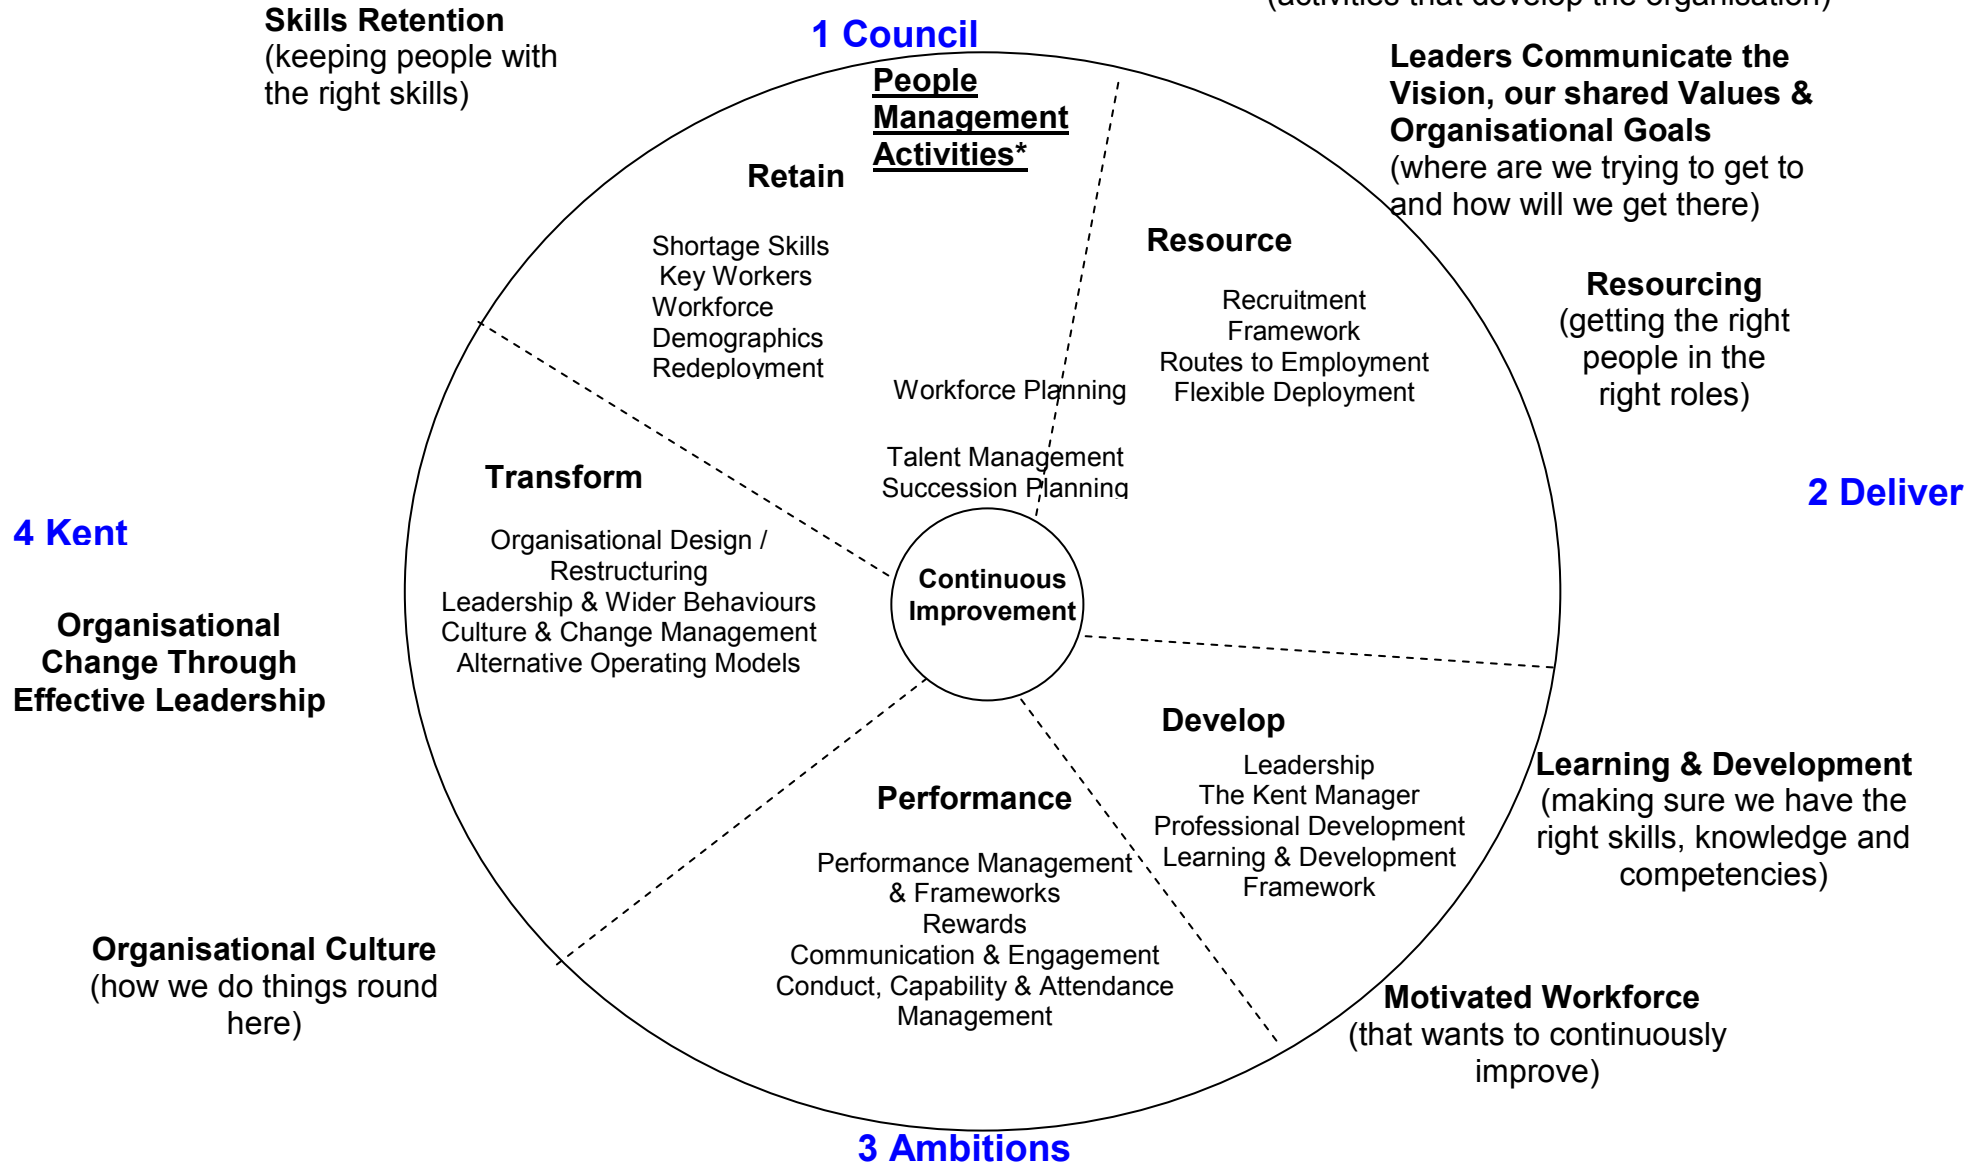 (activities that develop the organisation)
Skills Retention
(keeping people with
the right skills)
1 Council
Leaders Communicate the
Vision, our shared Values &
Organisational Goals
(where are we trying to get to
and how will we get there)
People
Management
Activities*
Retain
Shortage Skills
Key Workers
Workforce
Demographics
Redeployment
Resource
Recruitment
Framework
Routes to Employment
Flexible Deployment
Resourcing
(getting the right
people in the
right roles)
Workforce Planning
Talent Management
Succession Planning
2 Deliver
Transform
Organisational Design /
Restructuring
Leadership & Wider Behaviours
Culture & Change Management
Alternative Operating Models
4 Kent
Organisational
Change Through
Effective Leadership
Continuous
Improvement
Develop
Leadership
The Kent Manager
Professional Development
Learning & Development
Framework
Learning & Development
(making sure we have the
right skills, knowledge and
competencies)
Performance
Performance Management
& Frameworks
Rewards
Communication & Engagement
Conduct, Capability & Attendance
Management
Organisational Culture
(how we do things round
here)
Motivated Workforce
(that wants to continuously
improve)
3 Ambitions